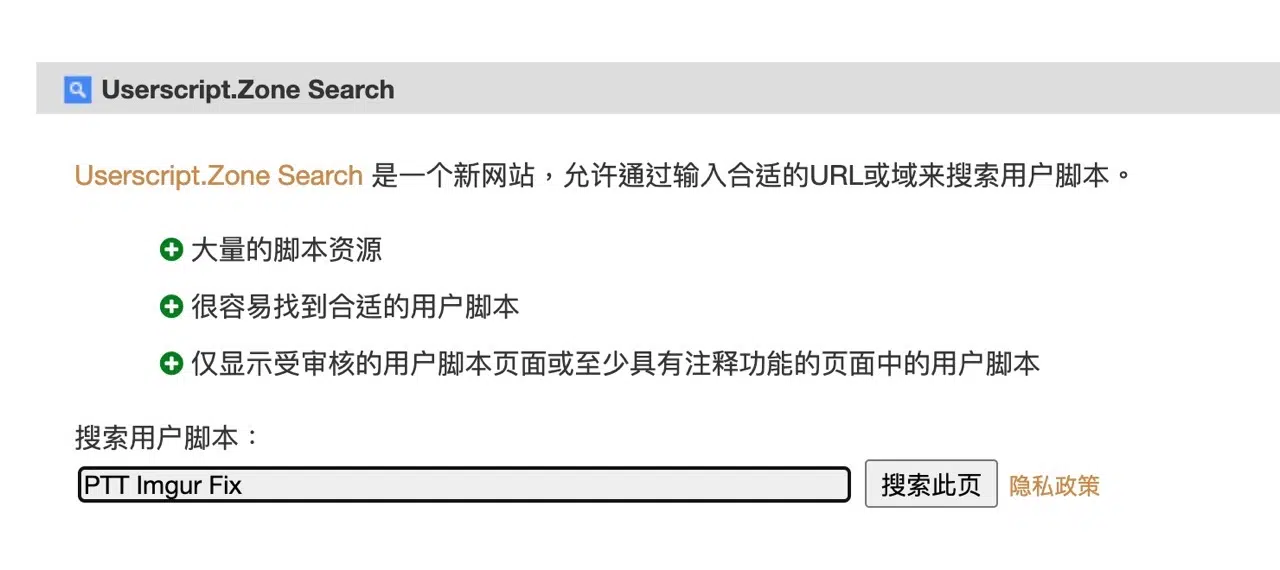 Userscript.Zone Search
Userscript.Zone Search 是一个新网站，允许通过输入合适的URL或域来搜索用户脚本。
大量的脚本资源
很容易找到合适的用户脚本
仅显示受审核的用户脚本页面或至少具有注释功能的页面中的用户脚本
搜索用户脚本：
PTT Imgur Fix 搜索此页 隐私政策